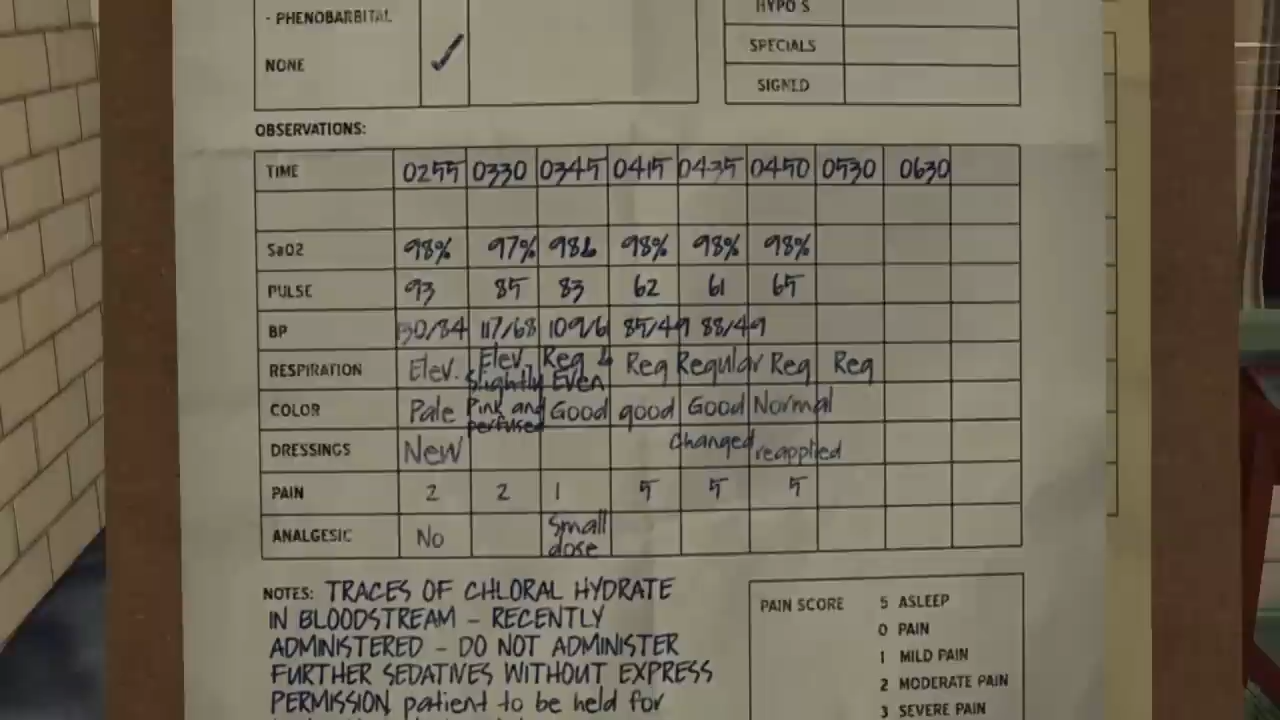 - PHENOBARBITAL
NONE ✓
HYPO'S
SPECIALS
SIGNED
OBSERVATIONS:
TIME 0255 0330 0345 0415 0435 0450 0530 0630
SaO2 98% 97% 98% 98% 98% 98%
PULSE 93 85 83 62 61 65
BP 30/84 117/68 109/6 85/49 88/49
RESPIRATION Elev. Elev. Slightly Reg & Even Reg Regular Reg Reg
COLOR Pale Pink and perfused Good good Good Normal
DRESSINGS New Changed reapplied
PAIN 2 2 1 5 5 5
ANALGESIC No Small dose
NOTES: TRACES OF CHLORAL HYDRATE
IN BLOODSTREAM – RECENTLY
ADMINISTERED – DO NOT ADMINISTER
FURTHER SEDATIVES WITHOUT EXPRESS
PERMISSION, patient to be held for
PAIN SCORE 5 ASLEEP
0 PAIN
1 MILD PAIN
2 MODERATE PAIN
3 SEVERE PAIN